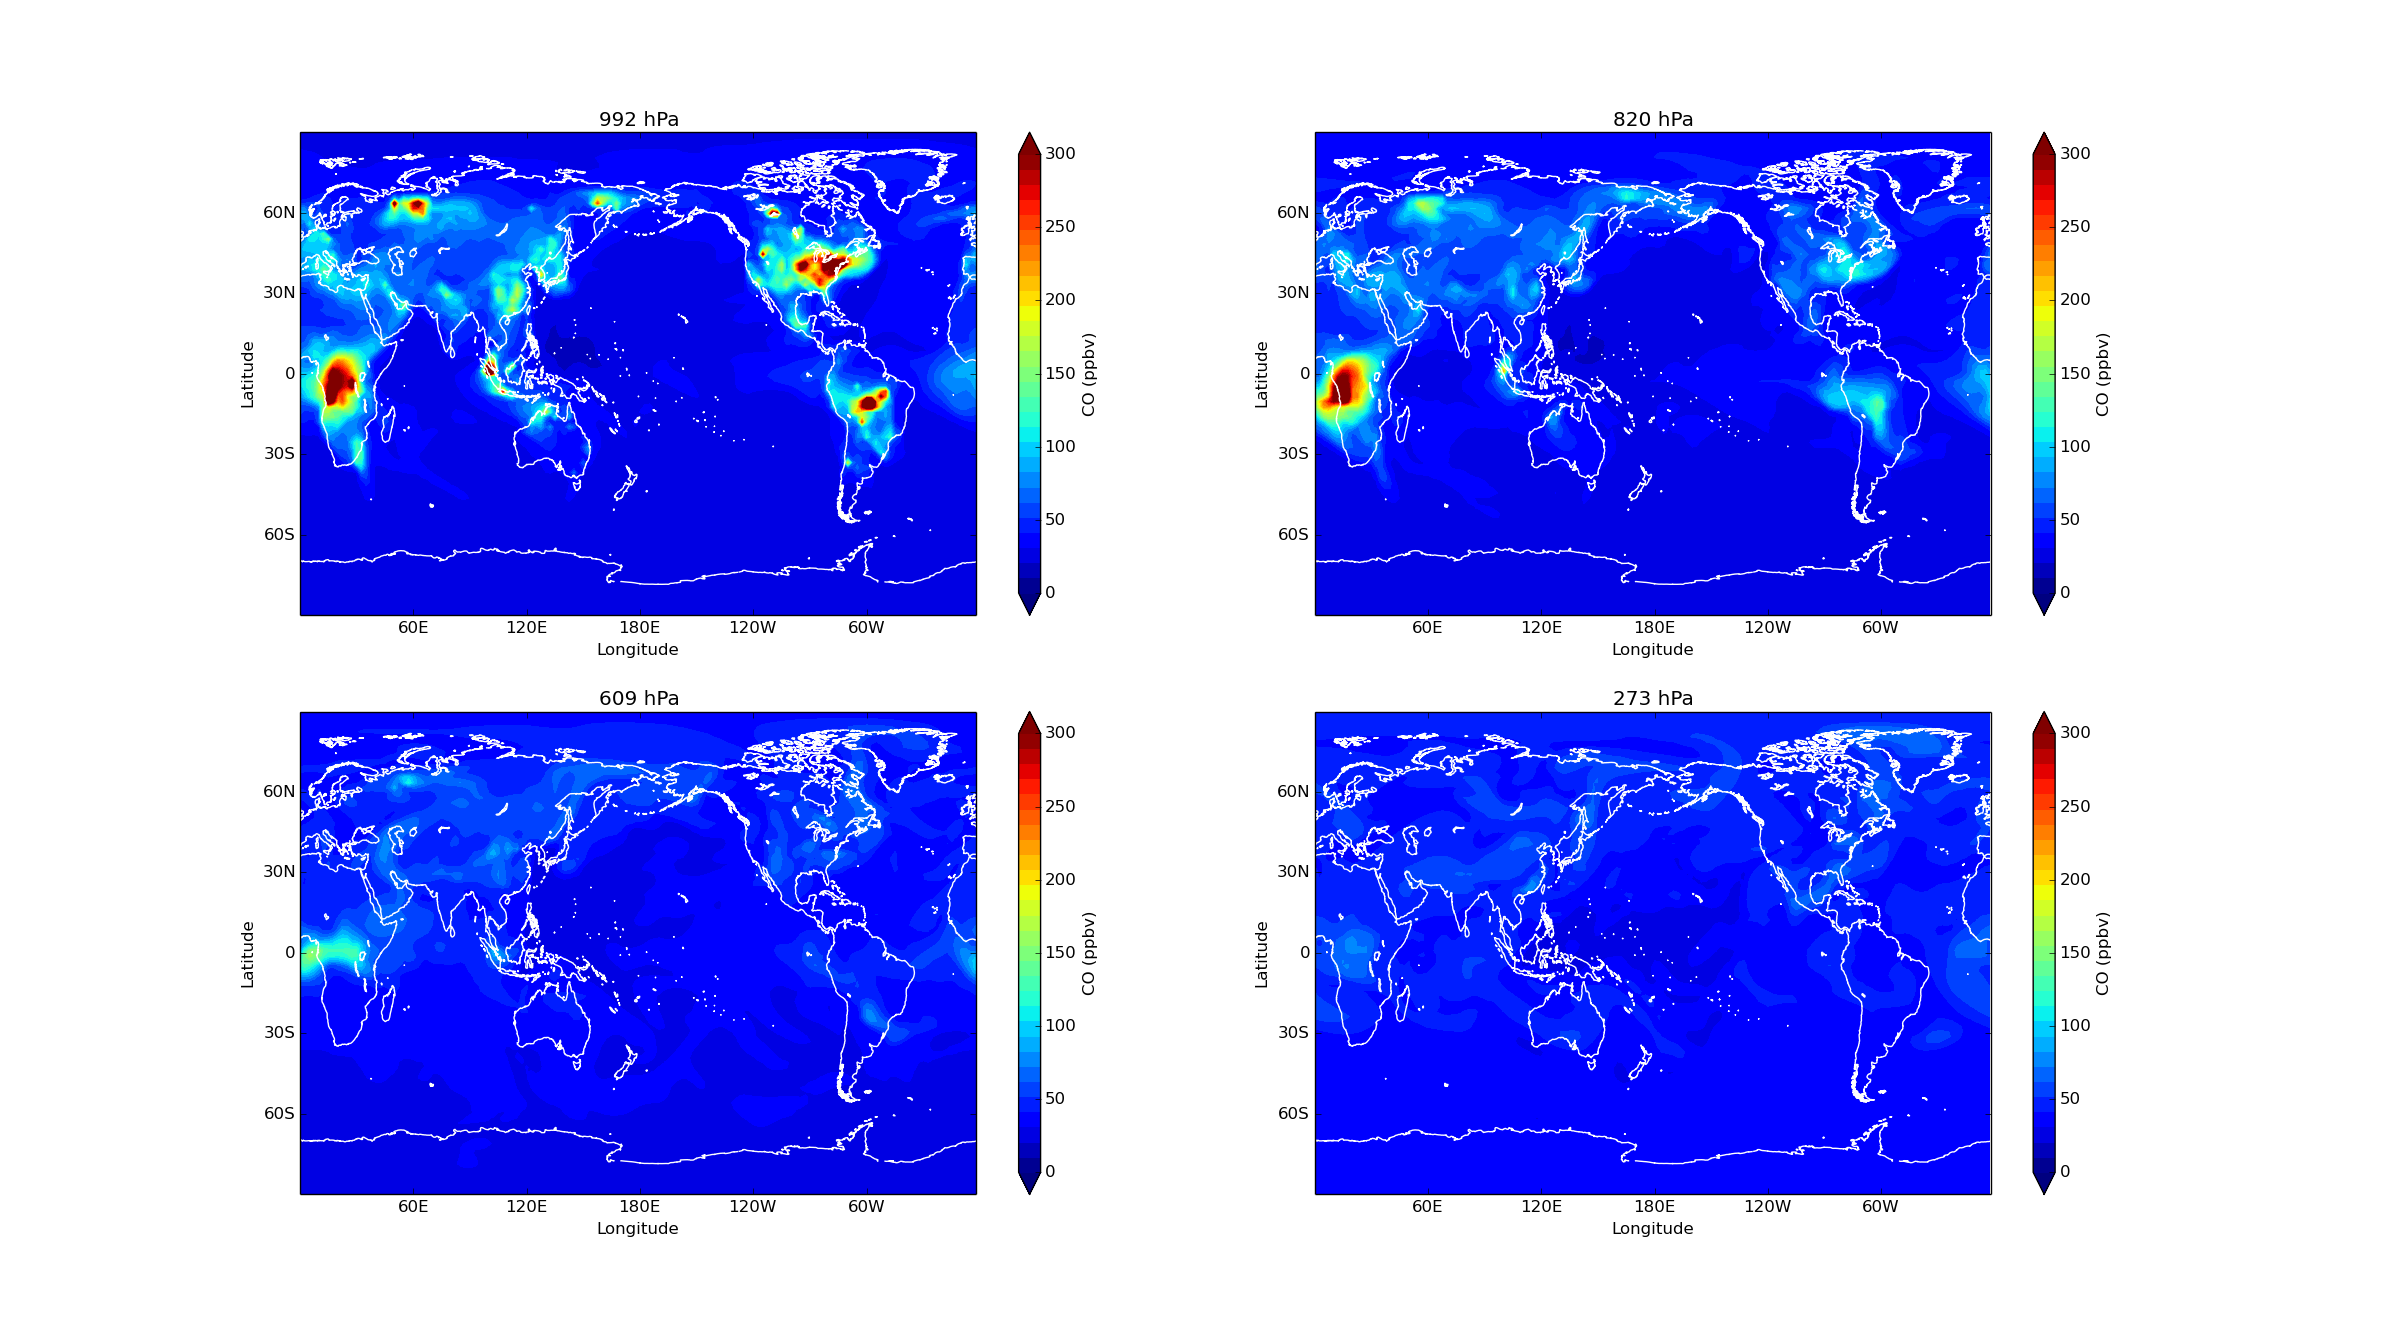 992 hPa
60N
30N
0
30S
60S
Latitude
60E 120E 180E 120W 60W
Longitude
300
250
200
150
100
50
0
CO (ppbv)
820 hPa
60N
30N
0
30S
60S
Latitude
60E 120E 180E 120W 60W
Longitude
300
250
200
150
100
50
0
CO (ppbv)
609 hPa
60N
30N
0
30S
60S
Latitude
60E 120E 180E 120W 60W
Longitude
300
250
200
150
100
50
0
CO (ppbv)
273 hPa
60N
30N
0
30S
60S
Latitude
60E 120E 180E 120W 60W
Longitude
300
250
200
150
100
50
0
CO (ppbv)